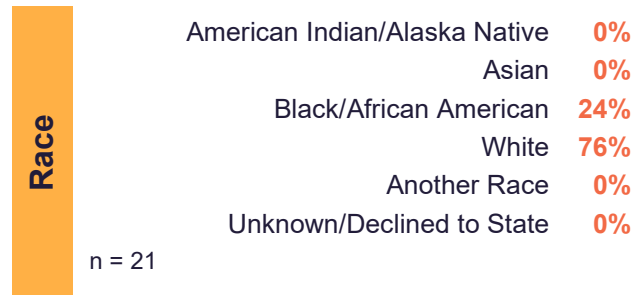 Race
American Indian/Alaska Native 0%
Asian 0%
Black/African American 24%
White 76%
Another Race 0%
Unknown/Declined to State 0%
n = 21